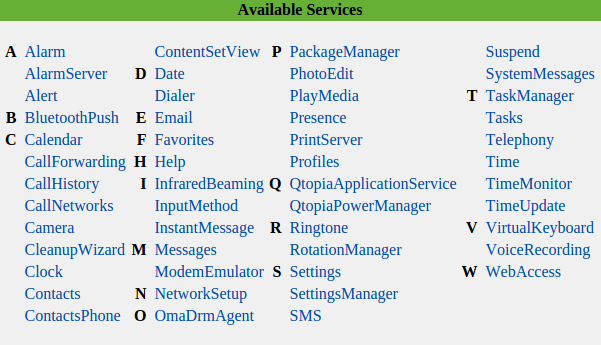 Available Services
A Alarm
AlarmServer
Alert
B BluetoothPush
C Calendar
CallForwarding
CallHistory
CallNetworks
Camera
CleanupWizard
Clock
Contacts
ContactsPhone
ContentSetView
D Date
Dialer
E Email
F Favorites
H Help
I InfraredBeaming
InputMethod
InstantMessage
M Messages
ModemEmulator
N NetworkSetup
O OmaDrmAgent
P PackageManager
PhotoEdit
PlayMedia
Presence
PrintServer
Profiles
Q QtopiaApplicationService
QtopiaPowerManager
R Ringtone
RotationManager
S Settings
SettingsManager
SMS
Suspend
SystemMessages
T TaskManager
Tasks
Telephony
Time
TimeMonitor
TimeUpdate
V VirtualKeyboard
VoiceRecording
W WebAccess